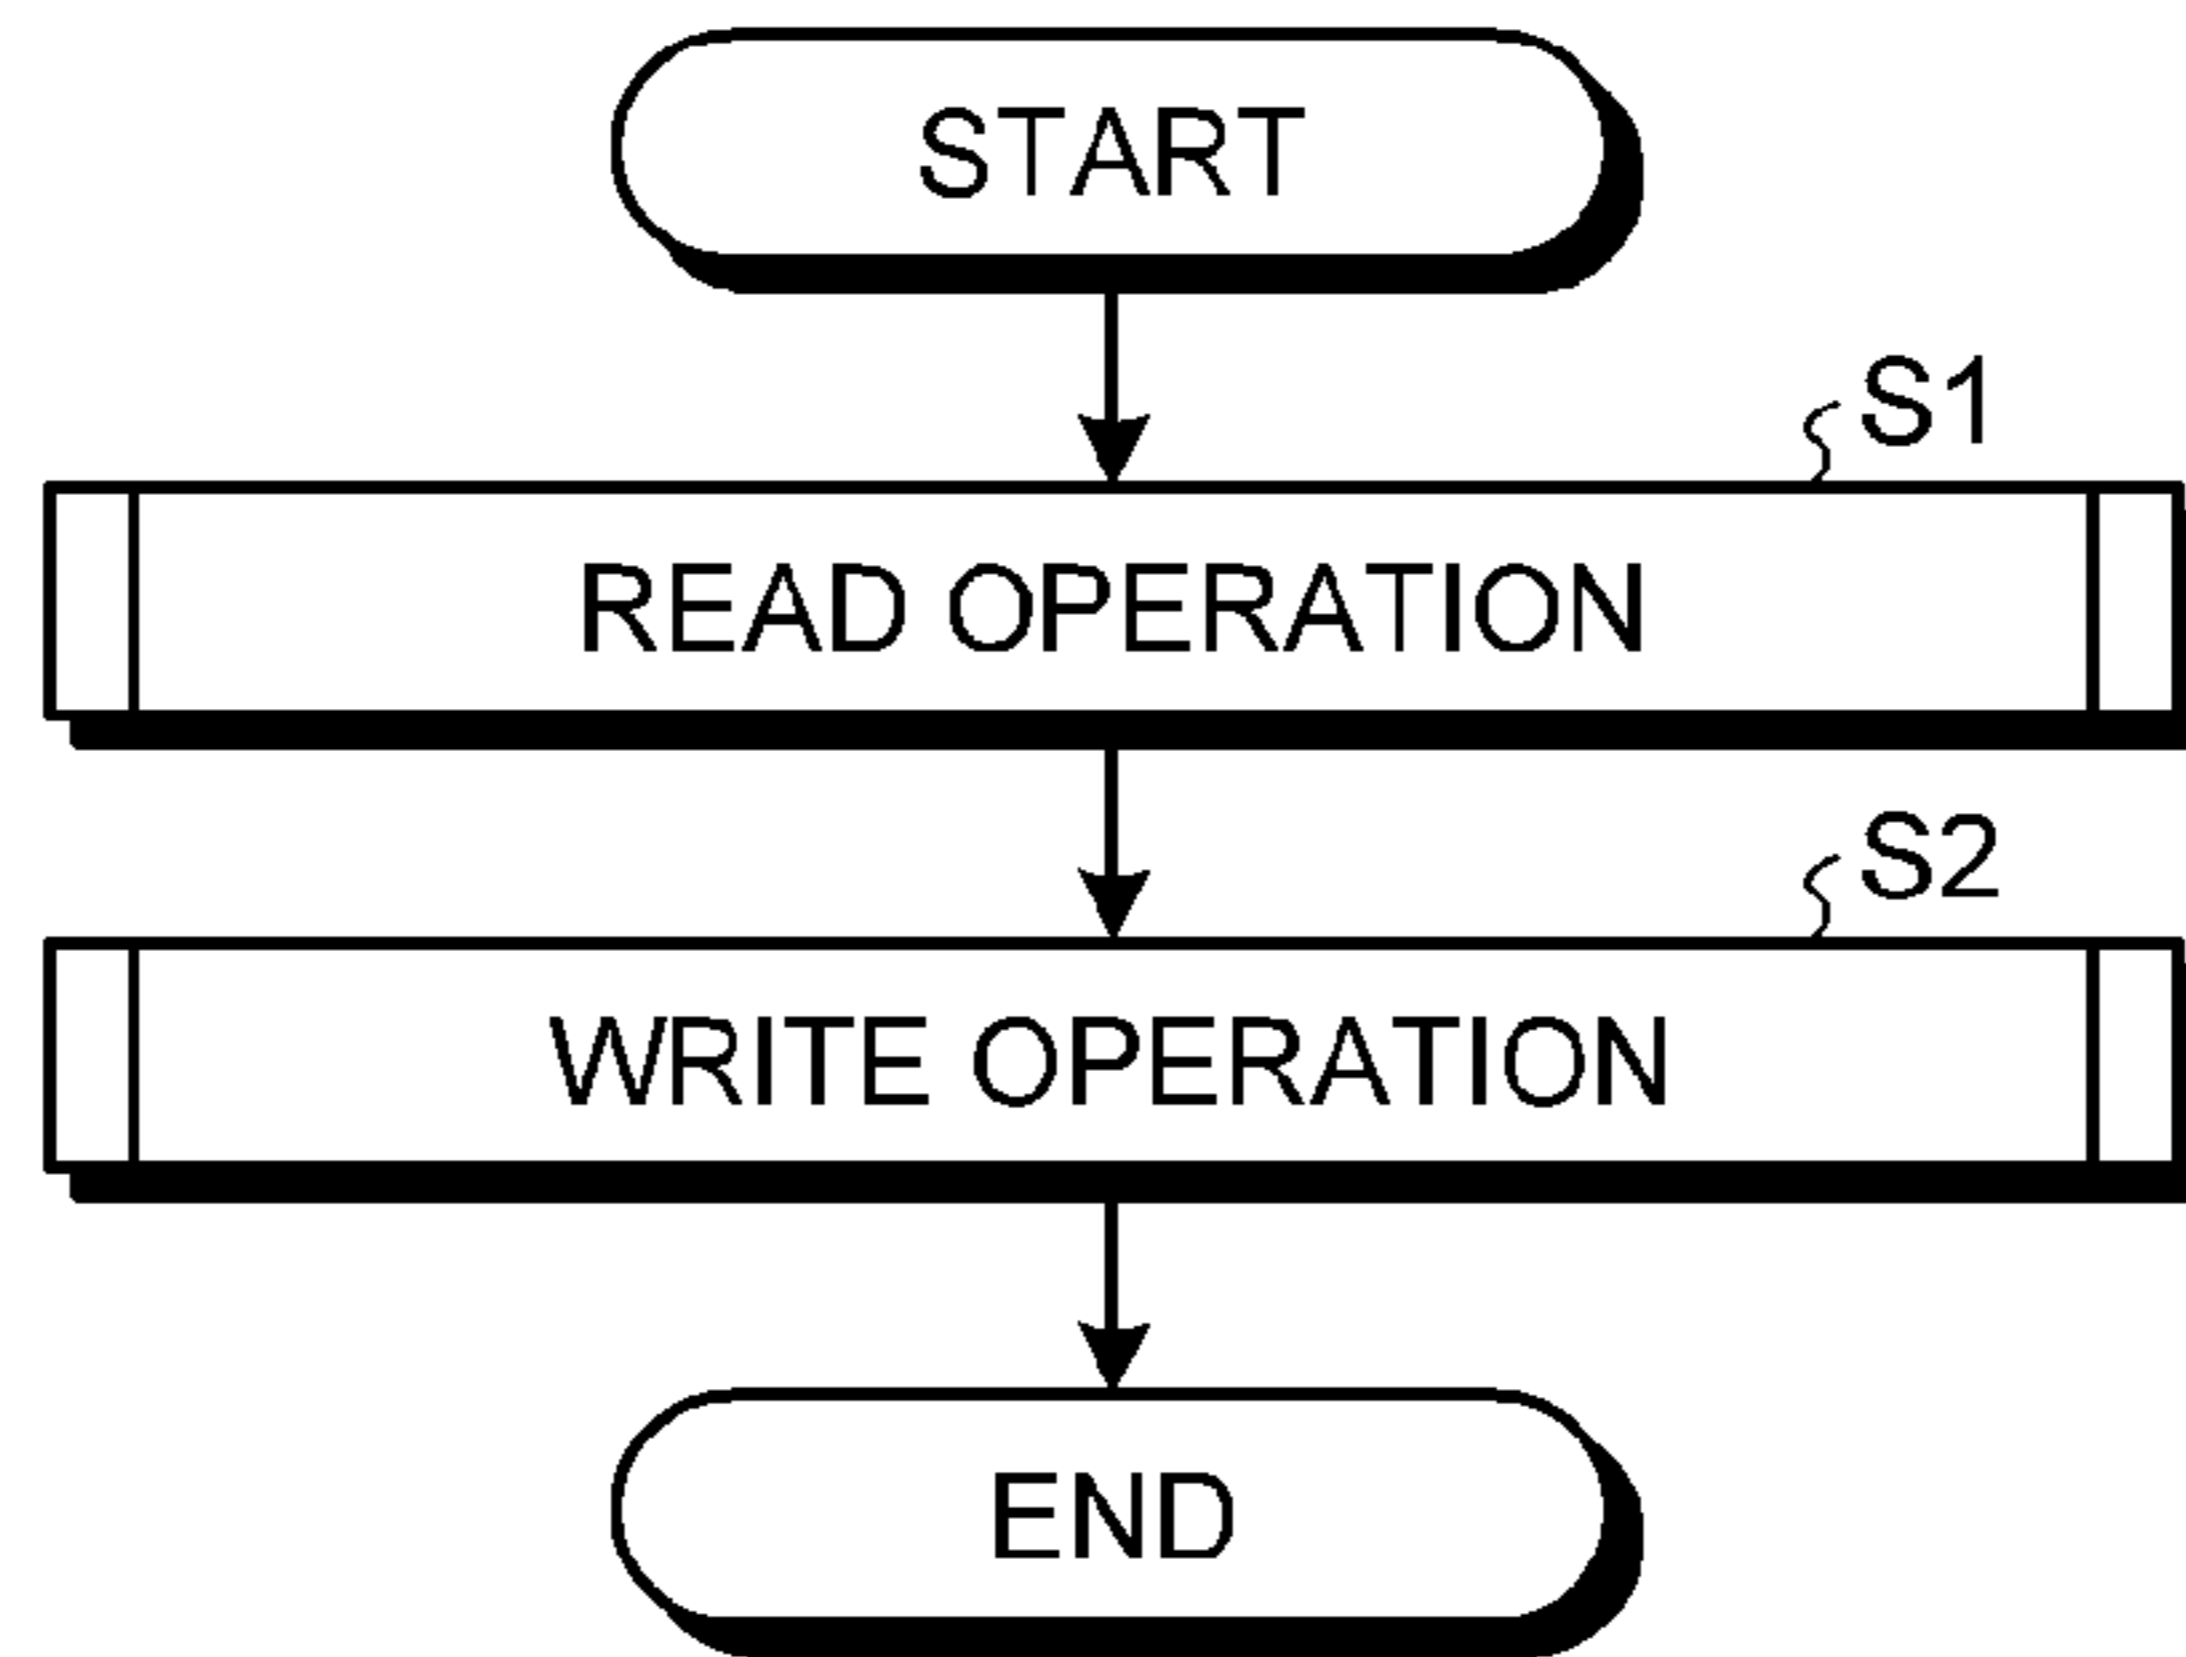 START
S1
READ OPERATION
S2
WRITE OPERATION
END